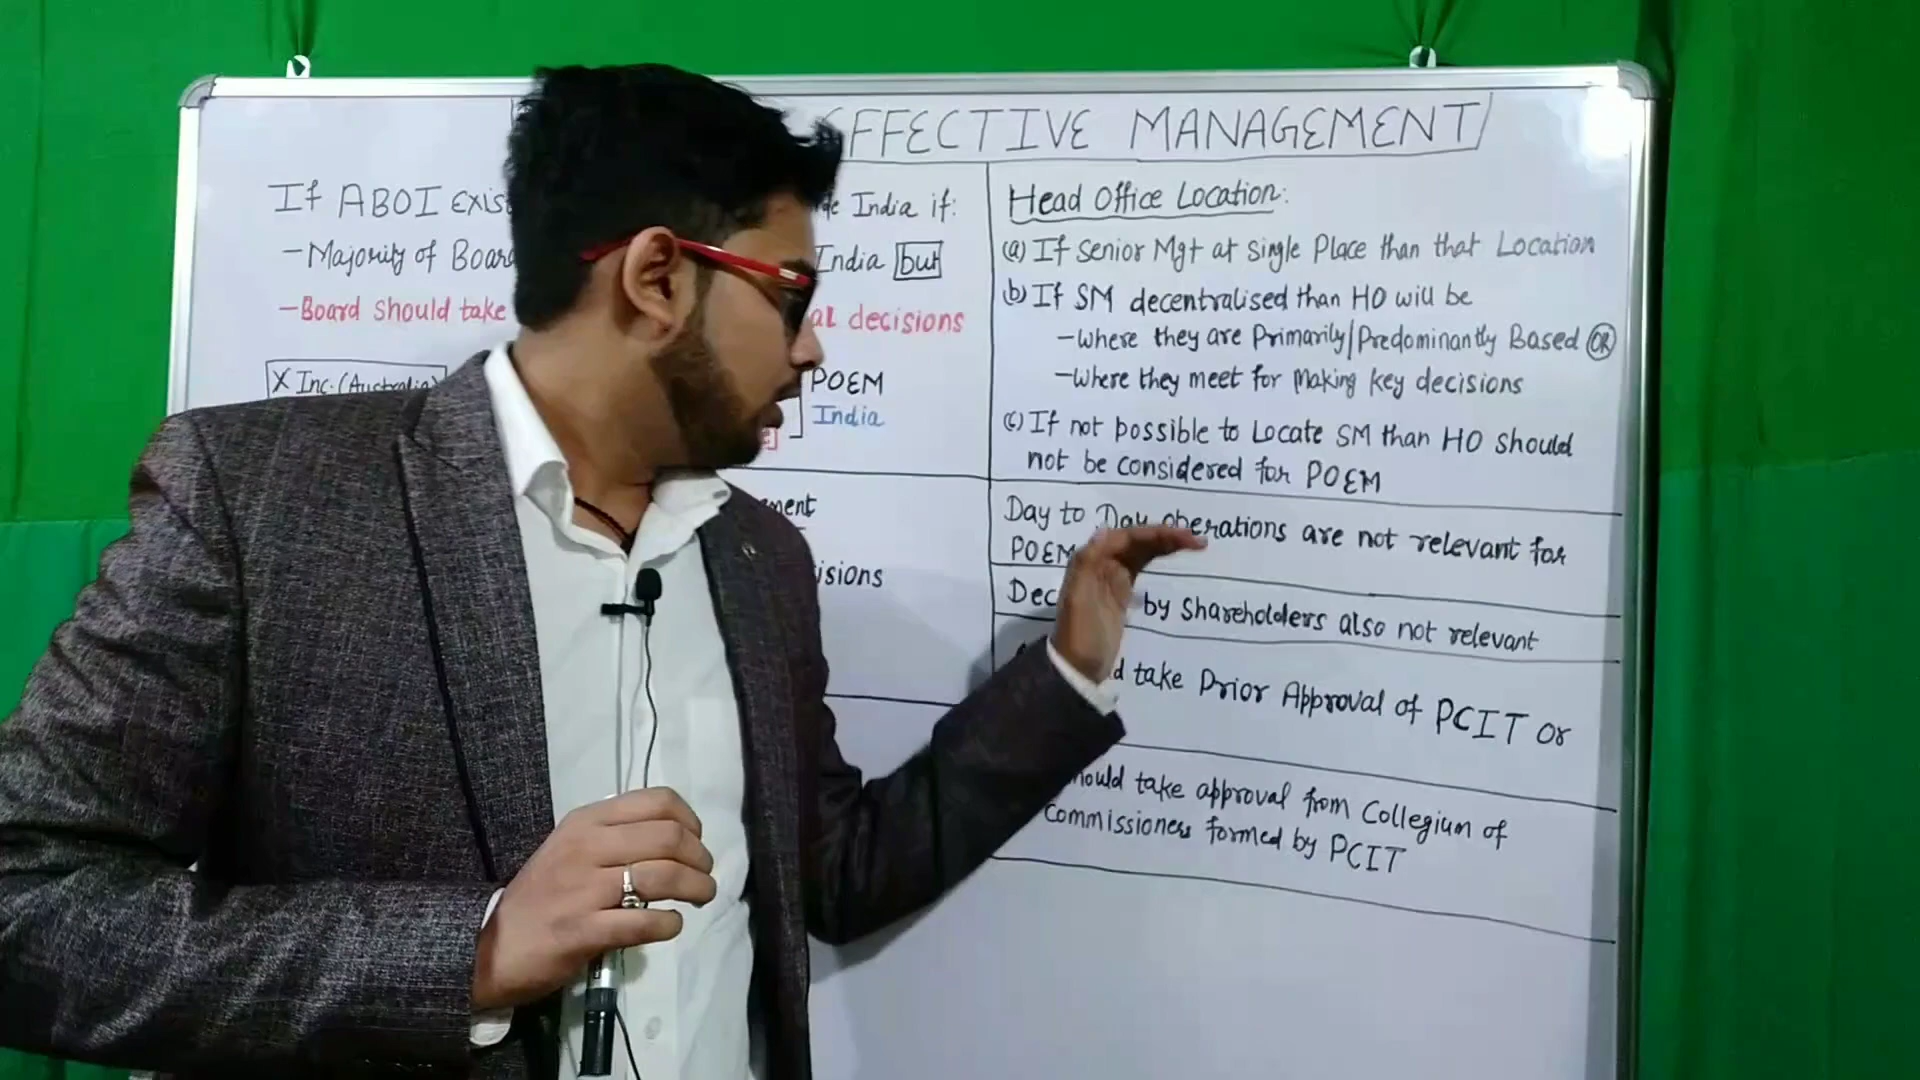 EFFECTIVE MANAGEMENT
If ABOI Exist
de India if:
- Majority of Board
India but
- Board should take
al decisions
X Inc. (Australia)
POEM
India
ment
isions
Head Office Location:
(a) If Senior Mgt at single Place than that Location
(b) If SM decentralised than HO will be
- Where they are Primarily/Predominantly Based OR
- Where they meet for Making key decisions
(c) If not possible to Locate SM than HO should
not be considered for POEM
Day to Day operations are not relevant for
POEM
Dec by Shareholders also not relevant
d take Prior Approval of PCIT or
hould take approval from Collegium of
Commissioners formed by PCIT